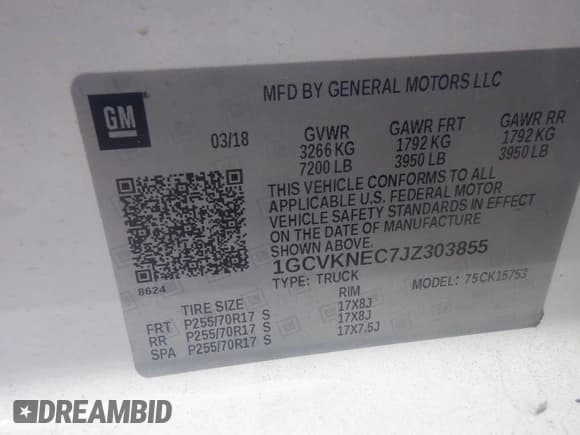 GM
MFD BY GENERAL MOTORS LLC
03/18 GVWR GAWR FRT GAWR RR
3266 KG 1792 KG 1792 KG
7200 LB 3950 LB 3950 LB
THIS VEHICLE CONFORMS TO ALL
APPLICABLE U.S. FEDERAL MOTOR
VEHICLE SAFETY STANDARDS IN EFFECT
ON THE DATE OF MANUFACTURE
SHOWN ABOVE.
8624 1GCVKNEC7JZ303855
TYPE: TRUCK MODEL: 75CK15753
TIRE SIZE RIM
FRT P255/70R17 S 17X8J
RR P255/70R17 S 17X8J
SPA P255/70R17 S 17X7.5J
DREAMBID